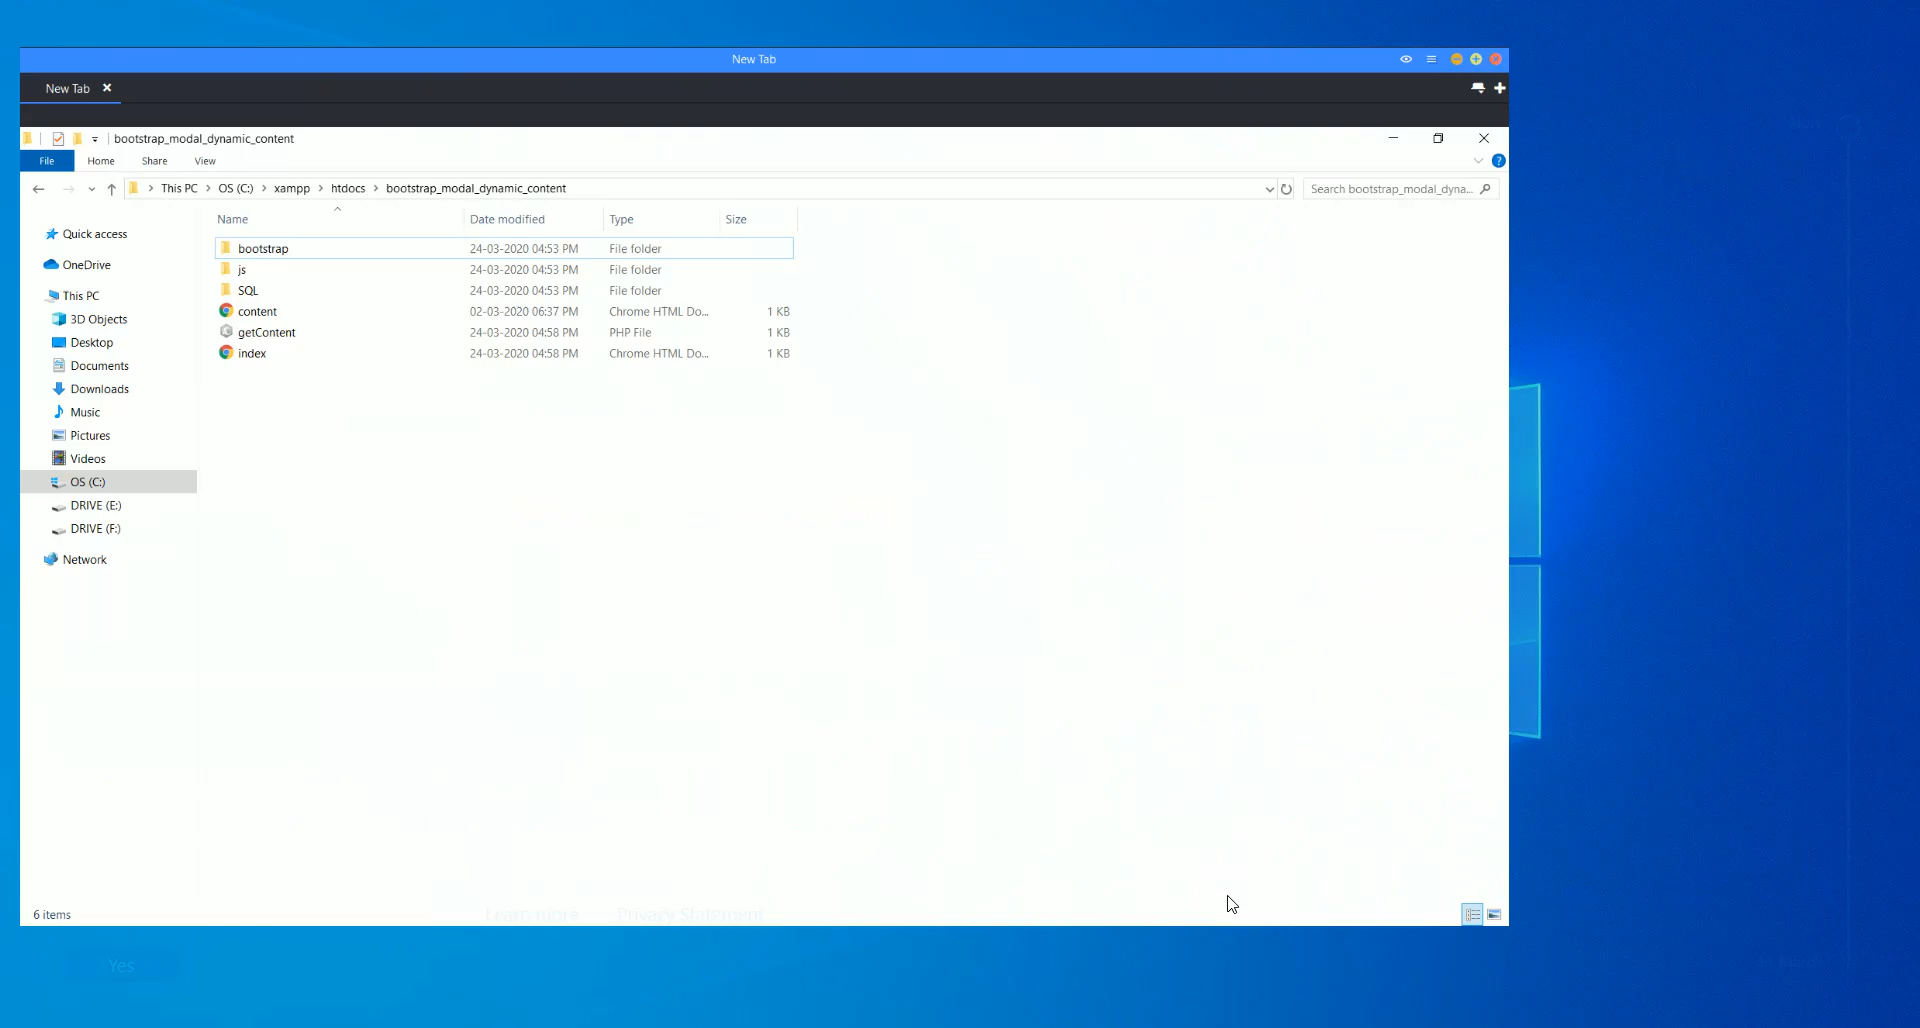 New Tab
New Tab
bootstrap_modal_dynamic_content
File Home Share View
This PC OS (C:) xampp htdocs bootstrap_modal_dynamic_content
Search bootstrap_modal_dyna...
Name Date modified Type Size
Quick access
OneDrive
This PC
3D Objects
Desktop
Documents
Downloads
Music
Pictures
Videos
OS (C:)
DRIVE (E:)
DRIVE (F:)
Network
bootstrap 24-03-2020 04:53 PM File folder
js 24-03-2020 04:53 PM File folder
SQL 24-03-2020 04:53 PM File folder
content 02-03-2020 06:37 PM Chrome HTML Do... 1 KB
getContent 24-03-2020 04:58 PM PHP File 1 KB
index 24-03-2020 04:58 PM Chrome HTML Do... 1 KB
6 items
Learn more Privacy Statement
Yes